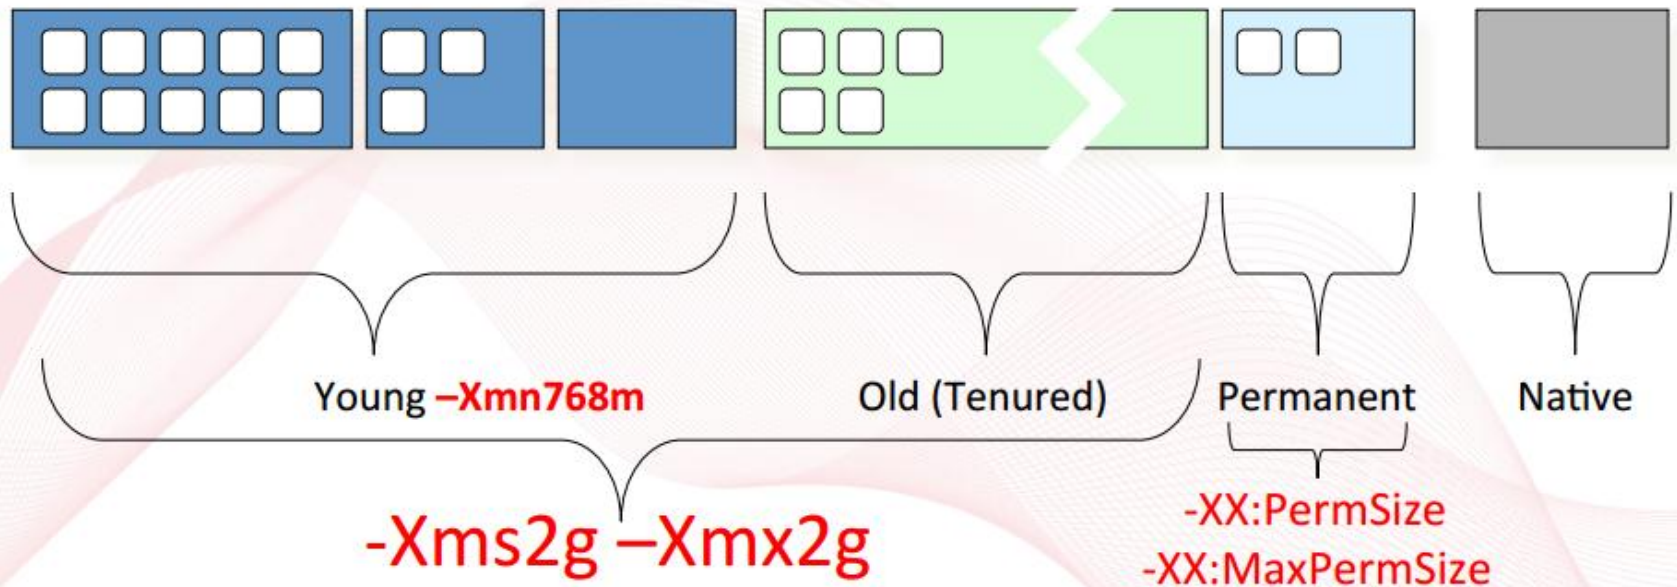 Young –Xmn768m
Old (Tenured)
Permanent
Native
-Xms2g –Xmx2g
-XX:PermSize
-XX:MaxPermSize